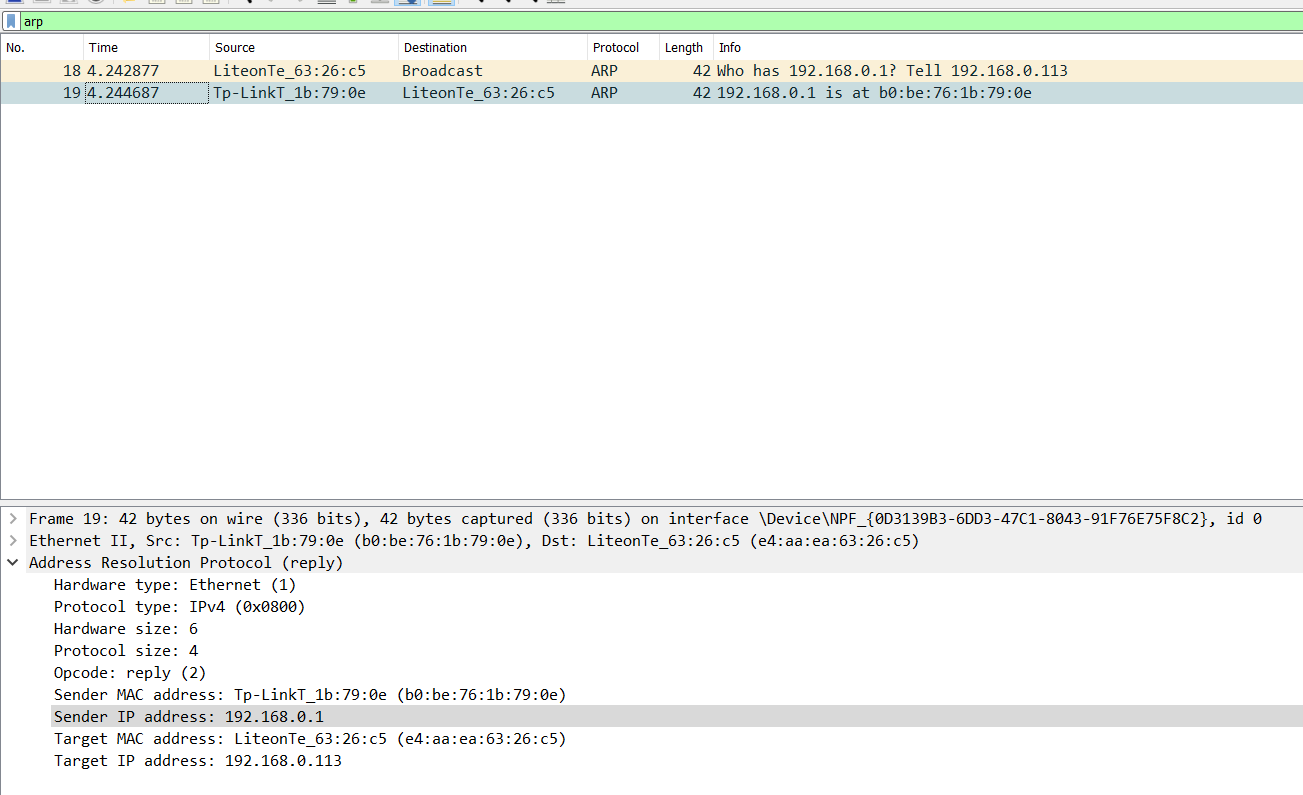 arp
No. Time Source Destination Protocol Length Info
18 4.242877 LiteonTe_63:26:c5 Broadcast ARP 42 Who has 192.168.0.1? Tell 192.168.0.113
19 4.244687 Tp-LinkT_1b:79:0e LiteonTe_63:26:c5 ARP 42 192.168.0.1 is at b0:be:76:1b:79:0e
Frame 19: 42 bytes on wire (336 bits), 42 bytes captured (336 bits) on interface \Device\NPF_{0D3139B3-6DD3-47C1-8043-91F76E75F8C2}, id 0
Ethernet II, Src: Tp-LinkT_1b:79:0e (b0:be:76:1b:79:0e), Dst: LiteonTe_63:26:c5 (e4:aa:ea:63:26:c5)
Address Resolution Protocol (reply)
Hardware type: Ethernet (1)
Protocol type: IPv4 (0x0800)
Hardware size: 6
Protocol size: 4
Opcode: reply (2)
Sender MAC address: Tp-LinkT_1b:79:0e (b0:be:76:1b:79:0e)
Sender IP address: 192.168.0.1
Target MAC address: LiteonTe_63:26:c5 (e4:aa:ea:63:26:c5)
Target IP address: 192.168.0.113